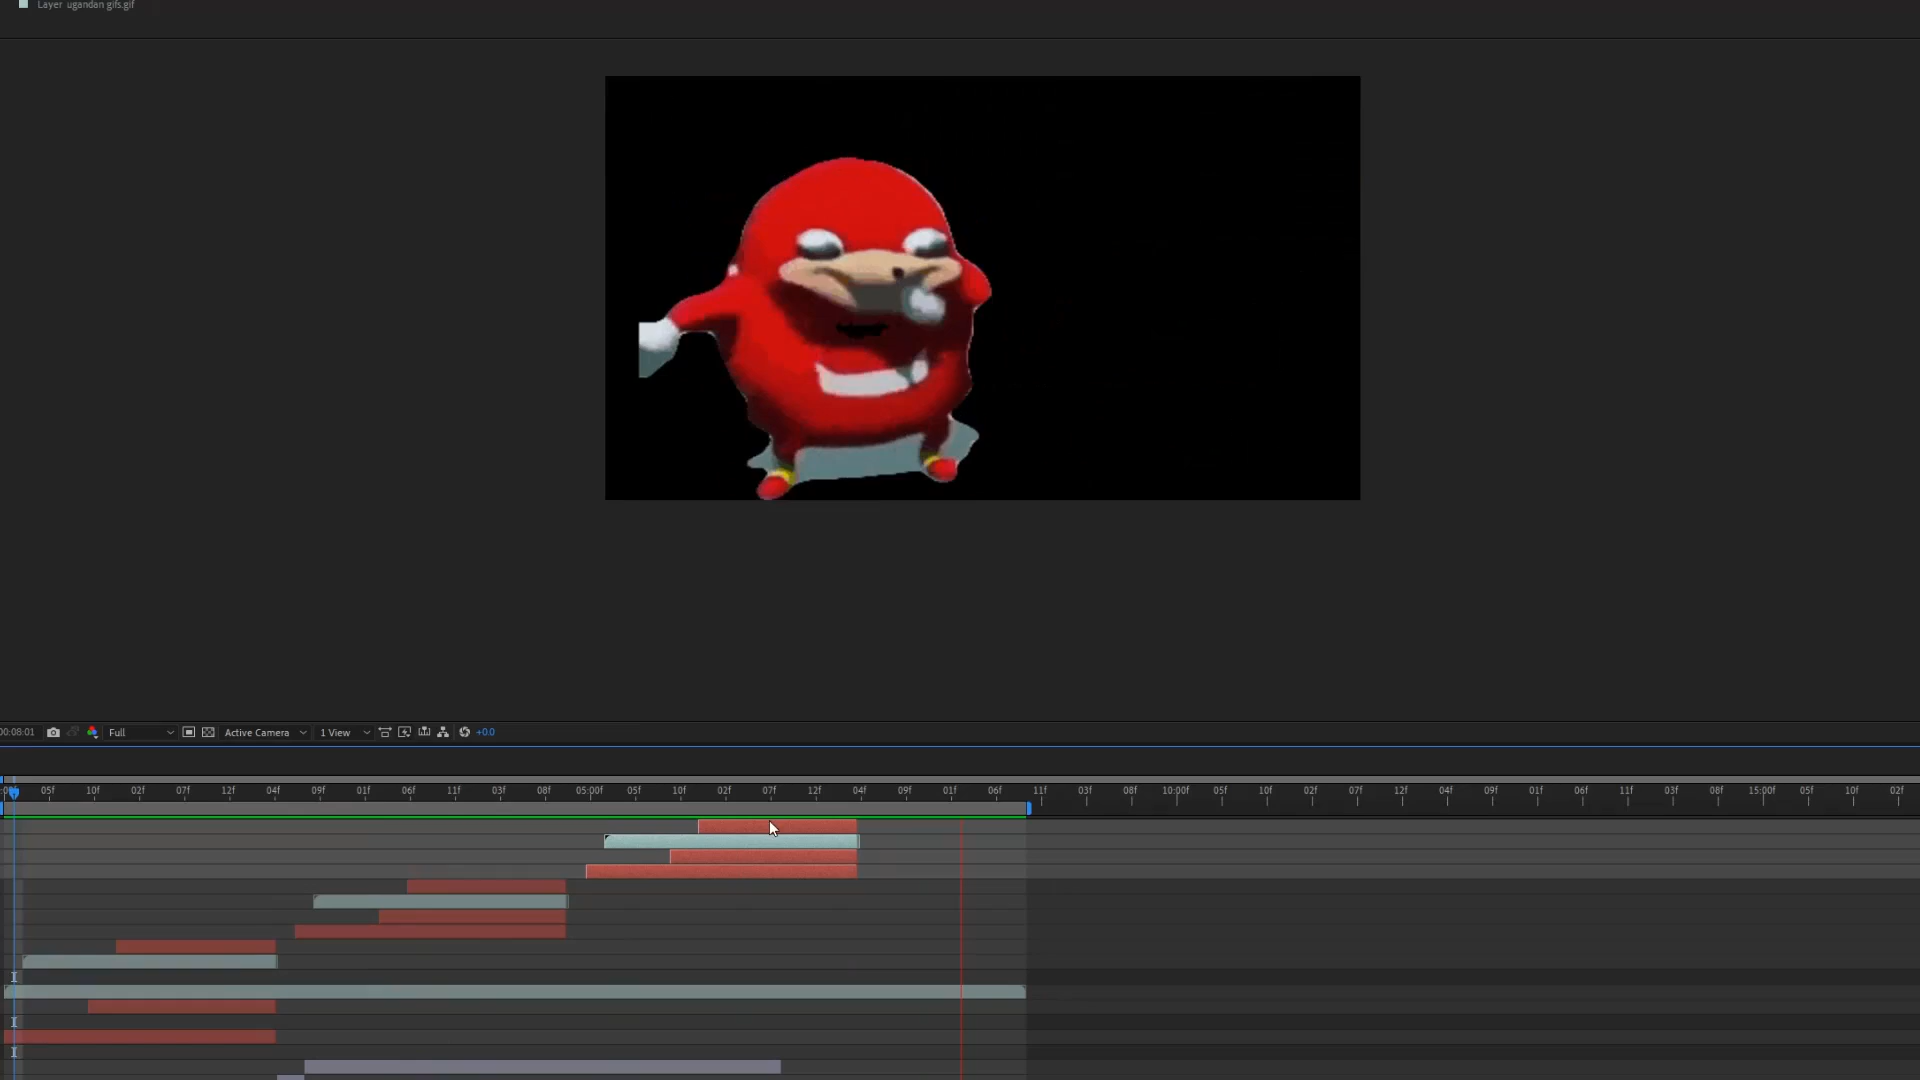 Layer ugandan gifs.gif
00:08:01 Full Active Camera 1 View +0.0
05f 10f 02f 07f 12f 04f 09f 01f 06f 11f 03f 08f 05:00f 05f 10f 02f 07f 12f 04f 09f 01f 06f 11f 03f 08f 10:00f 05f 10f 02f 07f 12f 04f 09f 01f 06f 11f 03f 08f 15:00f 05f 10f 02f